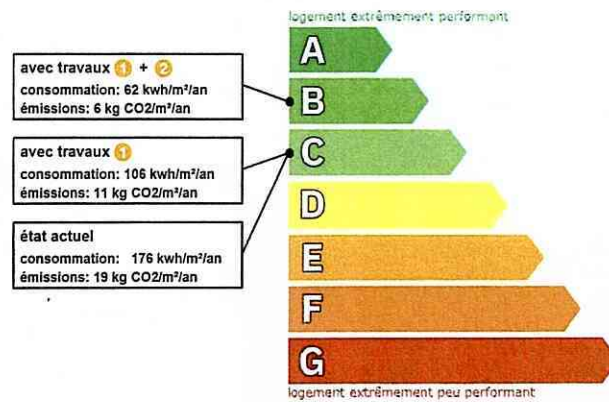 logement extrêmement performant
A
avec travaux 1 + 2
consommation: 62 kwh/m²/an
émissions: 6 kg CO2/m²/an
B
avec travaux 1
consommation: 106 kwh/m²/an
émissions: 11 kg CO2/m²/an
C
D
état actuel
consommation: 176 kwh/m²/an
émissions: 19 kg CO2/m²/an
E
F
G
logement extrêmement peu performant